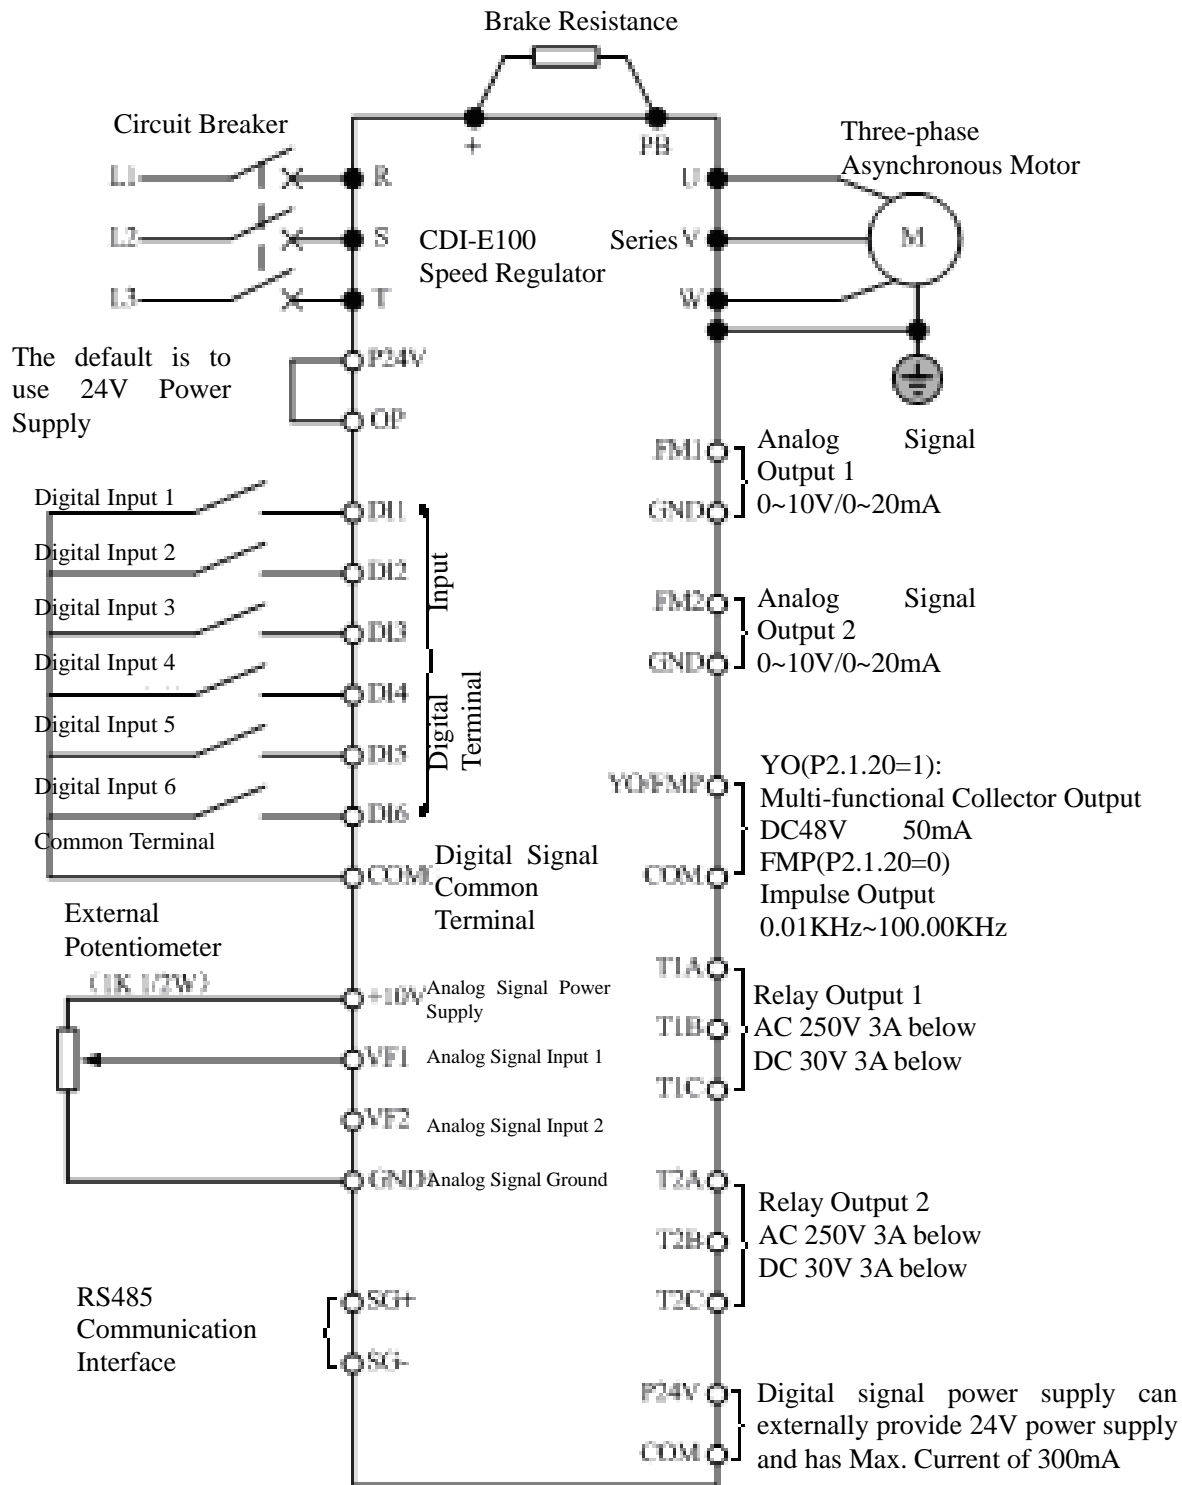 Brake Resistance
Circuit Breaker
+
PB
Three-phase
Asynchronous Motor
L1
R
U
L2
S
CDI-E100 Series
Speed Regulator
V
M
L3
T
W
The default is to
use 24V Power
Supply
P24V
OP
FM1
GND
Analog Signal
Output 1
0~10V/0~20mA
Digital Input 1
DI1
Digital Input 2
DI2
Digital Input 3
DI3
Digital Input 4
DI4
Digital Input 5
DI5
Digital Input 6
DI6
Digital Input
Terminal
Common Terminal
COM
Digital Signal
Common
Terminal
FM2
GND
Analog Signal
Output 2
0~10V/0~20mA
YO/FMP
COM
YO(P2.1.20=1):
Multi-functional Collector Output
DC48V 50mA
FMP(P2.1.20=0)
Impulse Output
0.01KHz~100.00KHz
External
Potentiometer
(1K 1/2W)
+10V
Analog Signal Power
Supply
VF1
Analog Signal Input 1
VF2
Analog Signal Input 2
GND
Analog Signal Ground
T1A
T1B
T1C
Relay Output 1
AC 250V 3A below
DC 30V 3A below
T2A
T2B
T2C
Relay Output 2
AC 250V 3A below
DC 30V 3A below
RS485
Communication
Interface
SG+
SG-
P24V
COM
Digital signal power supply can
externally provide 24V power supply
and has Max. Current of 300mA